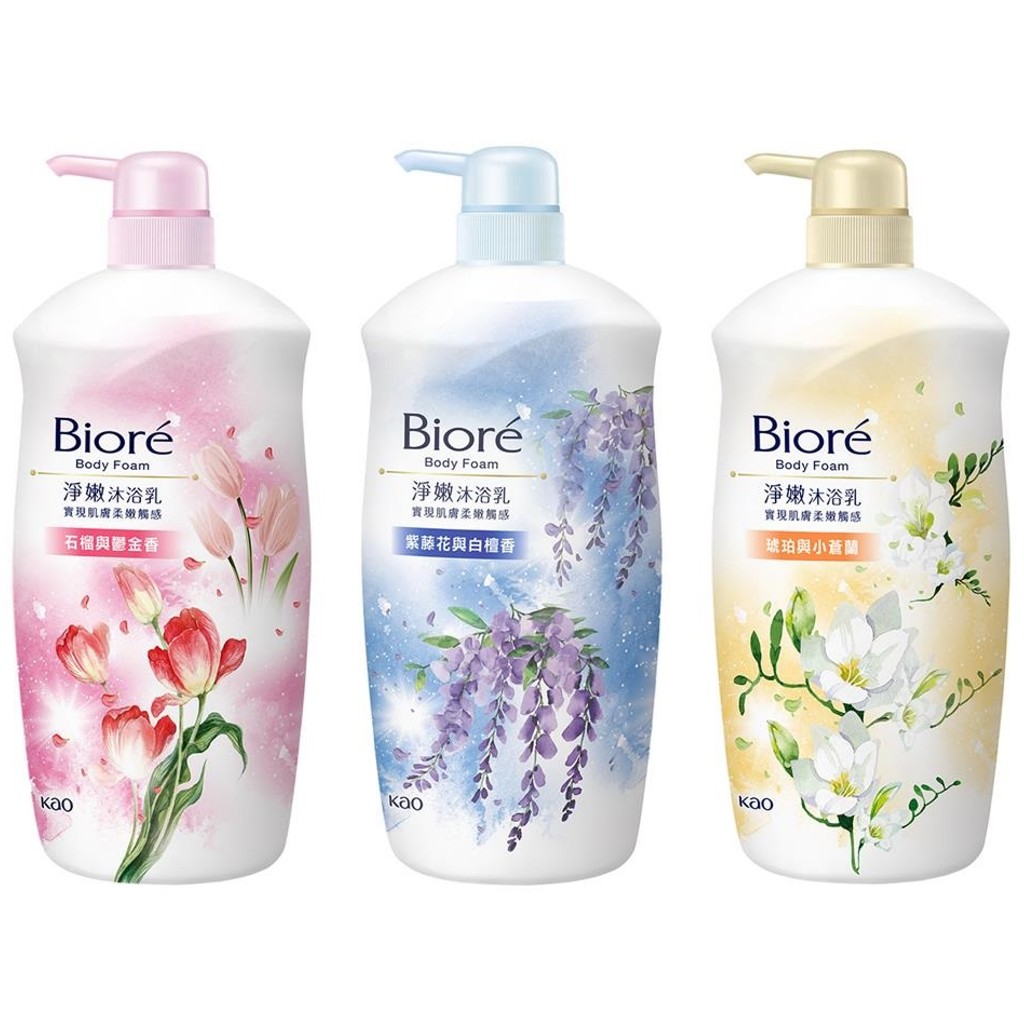 Bioré
Body Foam
淨嫩沐浴乳
實現肌膚柔嫩觸感
石榴與鬱金香
Kao
Bioré
Body Foam
淨嫩沐浴乳
實現肌膚柔嫩觸感
紫藤花與白檀香
Kao
Bioré
Body Foam
淨嫩沐浴乳
實現肌膚柔嫩觸感
琥珀與小蒼蘭
Kao